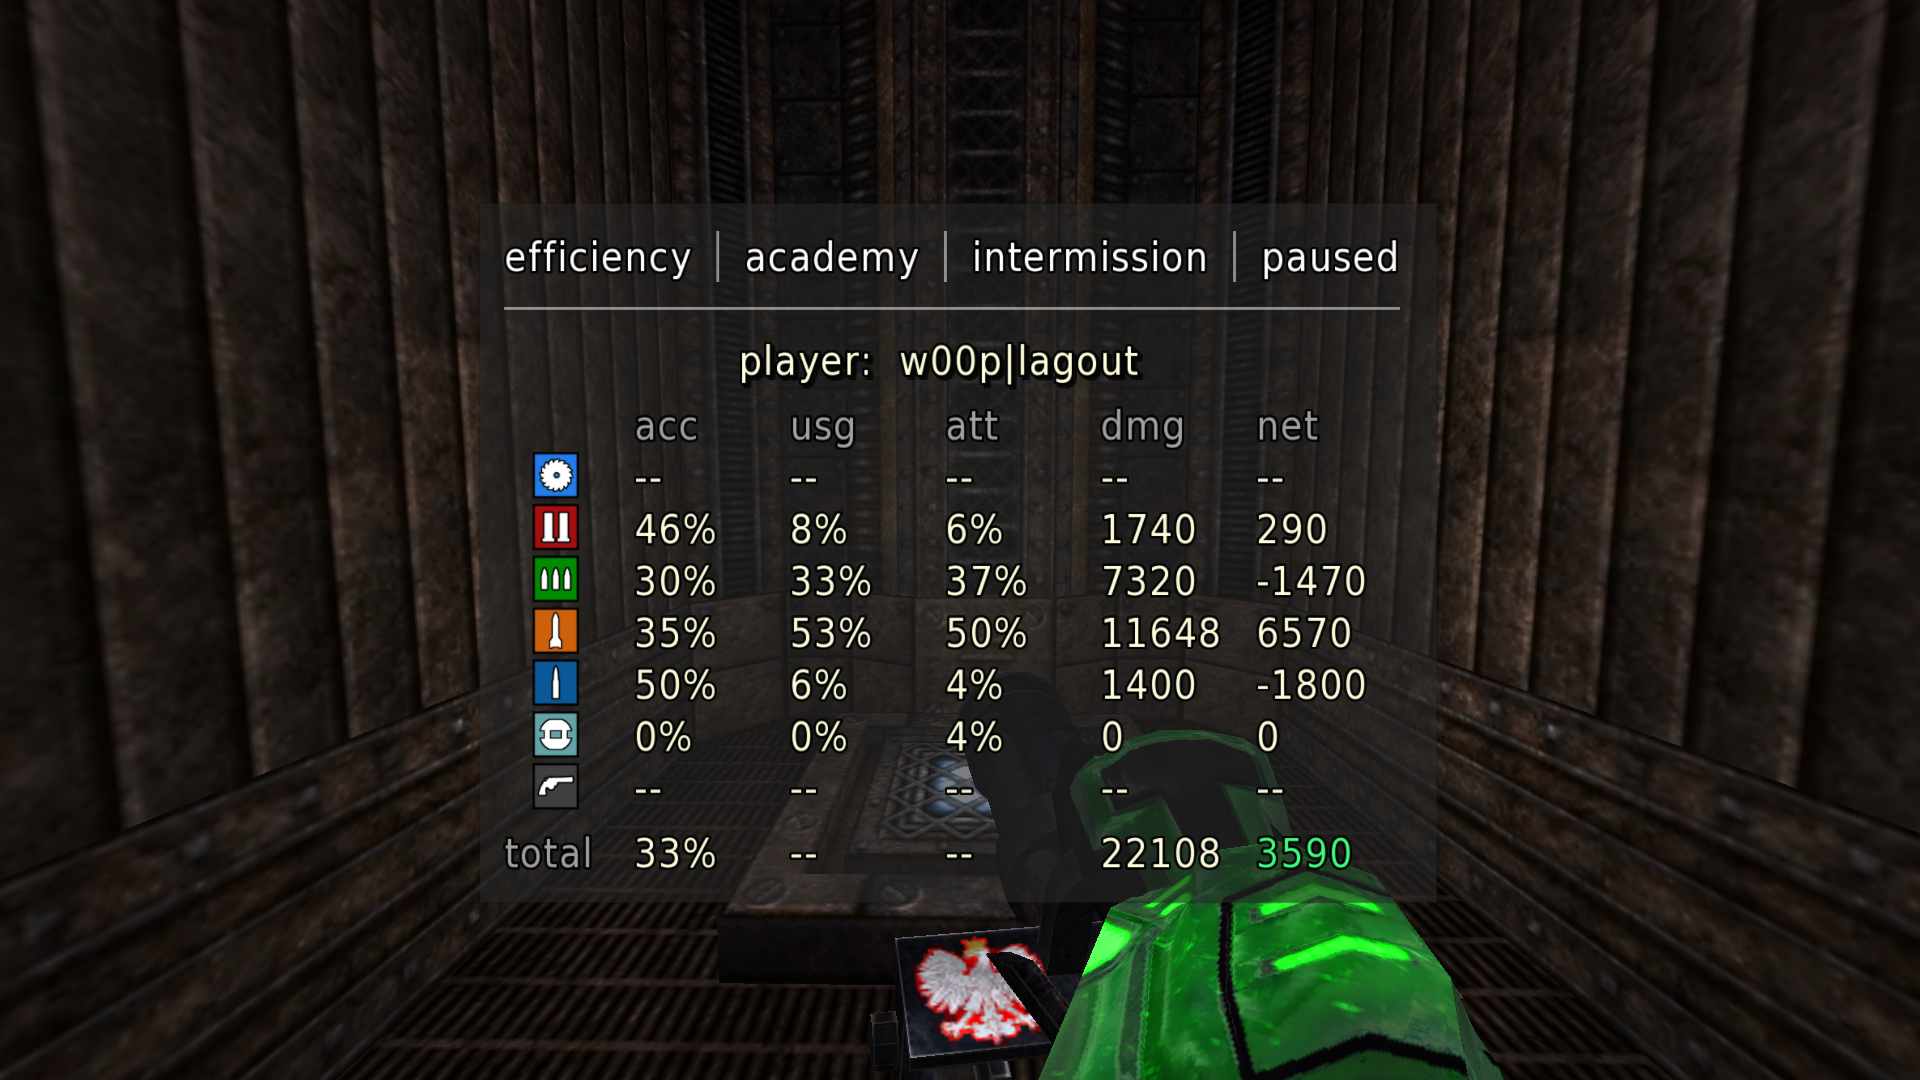 efficiency | academy | intermission | paused
player: w00p|lagout
acc usg att dmg net
-- -- -- -- --
46% 8% 6% 1740 290
30% 33% 37% 7320 -1470
35% 53% 50% 11648 6570
50% 6% 4% 1400 -1800
0% 0% 4% 0 0
-- -- -- -- --
total 33% -- -- 22108 3590